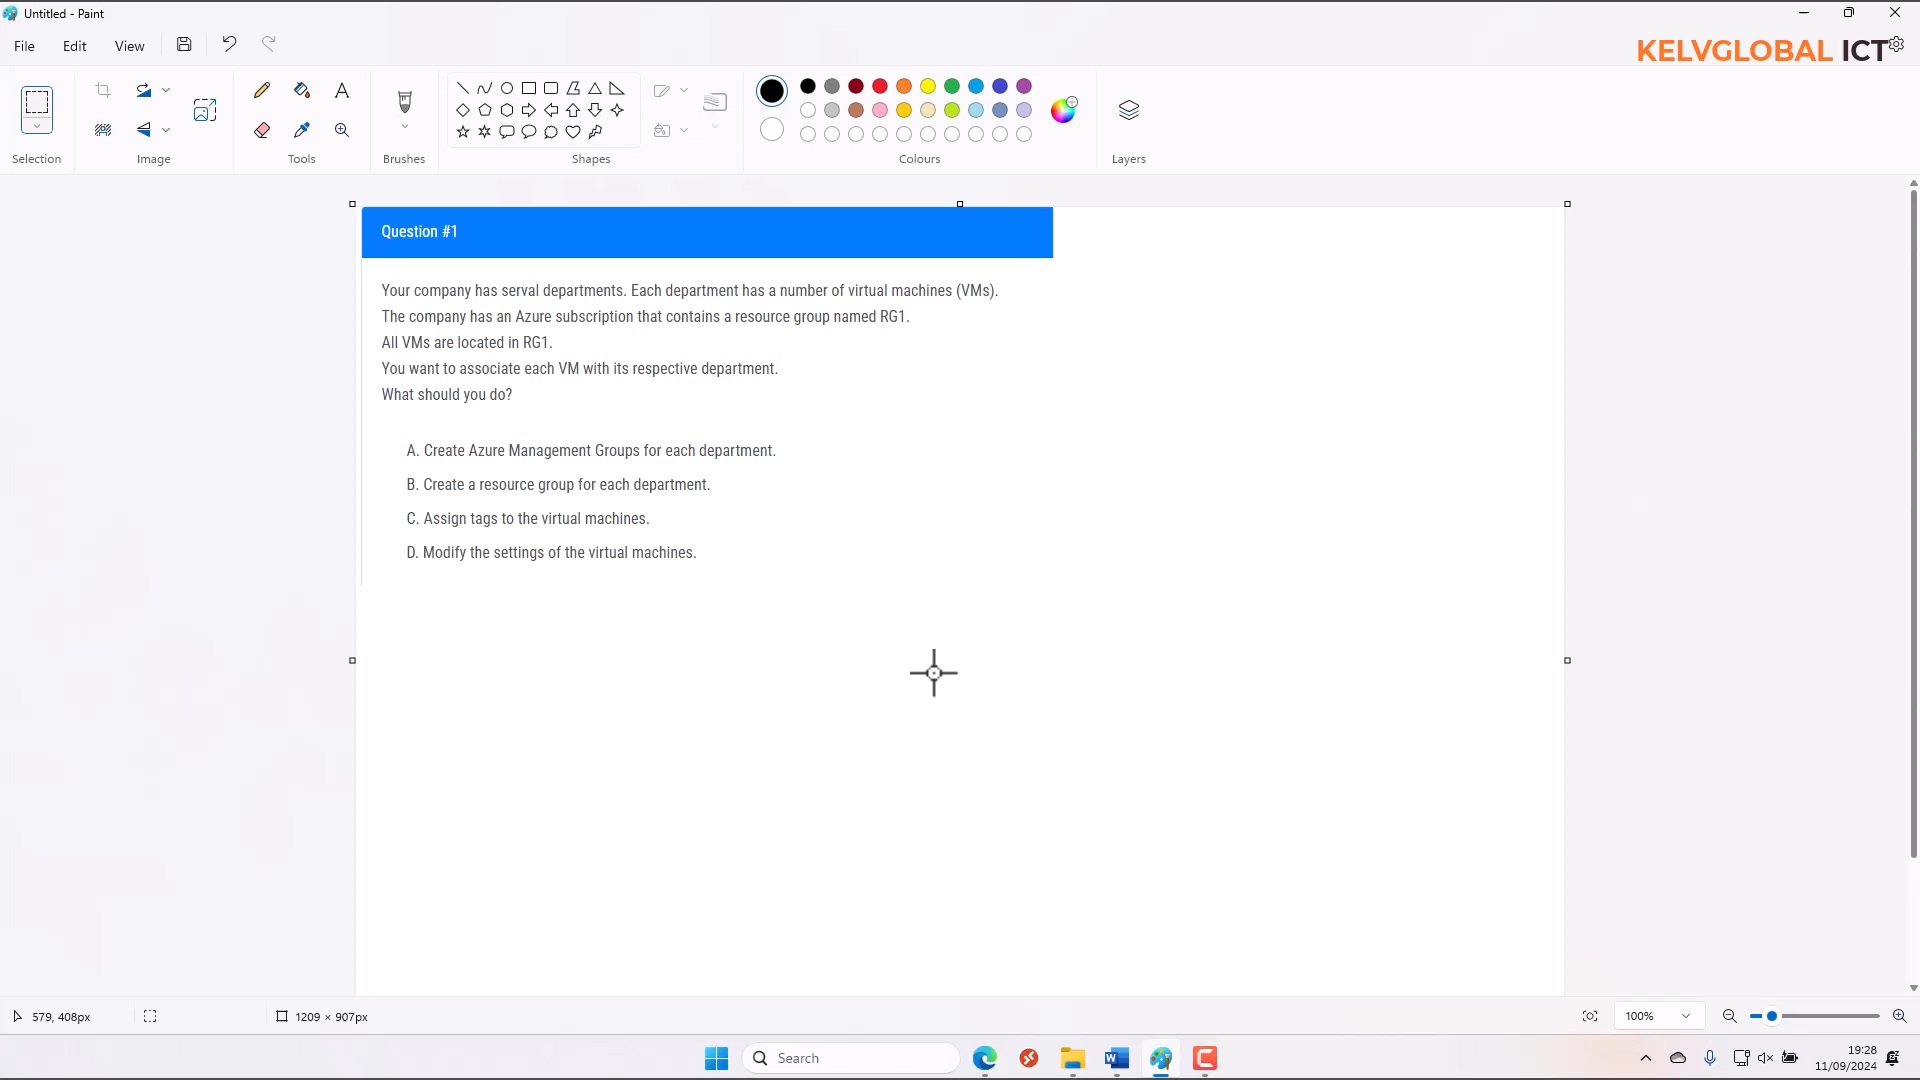 Untitled - Paint
File Edit View
KELVGLOBAL ICT
Selection Image Tools Brushes Shapes Colours Layers
Question #1
Your company has serval departments. Each department has a number of virtual machines (VMs).
The company has an Azure subscription that contains a resource group named RG1.
All VMs are located in RG1.
You want to associate each VM with its respective department.
What should you do?
A. Create Azure Management Groups for each department.
B. Create a resource group for each department.
C. Assign tags to the virtual machines.
D. Modify the settings of the virtual machines.
579, 408px 1209 × 907px 100%
Search
19:28
11/09/2024